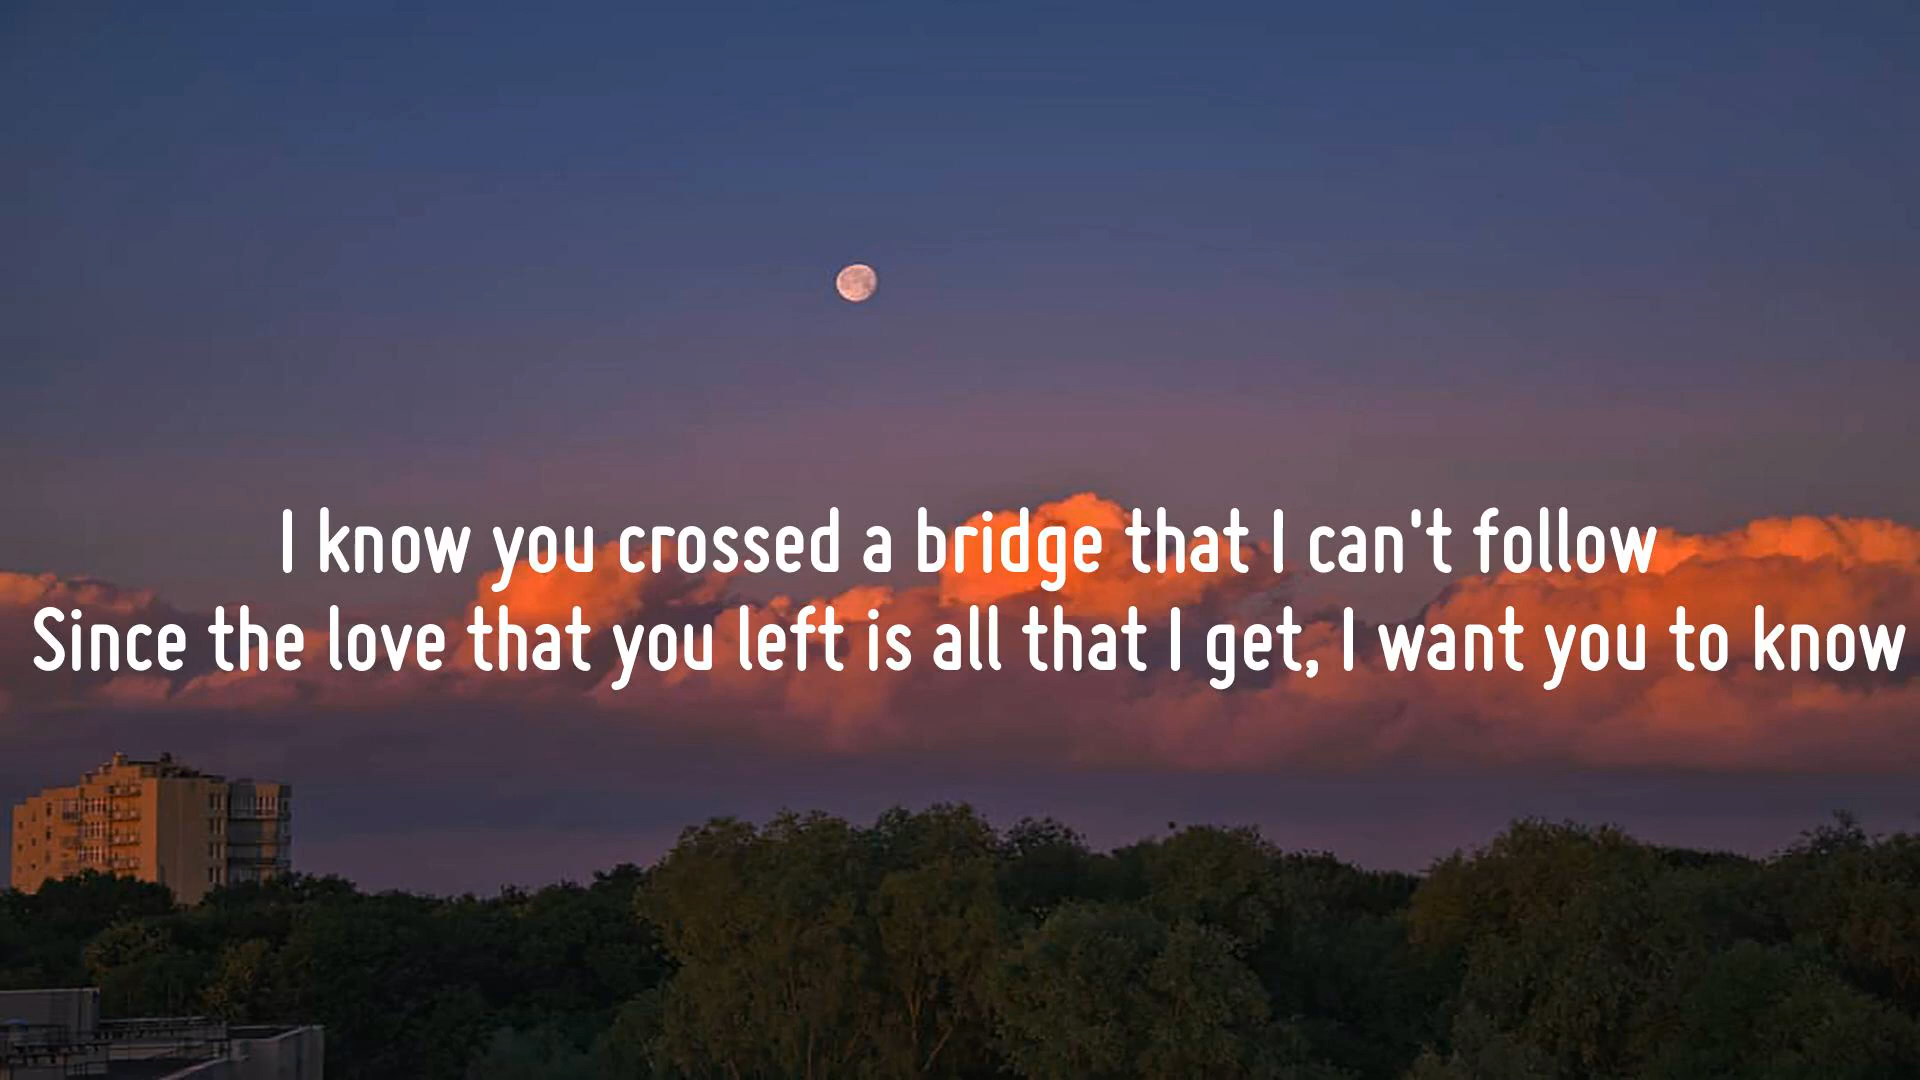 I know you crossed a bridge that I can't follow
Since the love that you left is all that I get, I want you to know